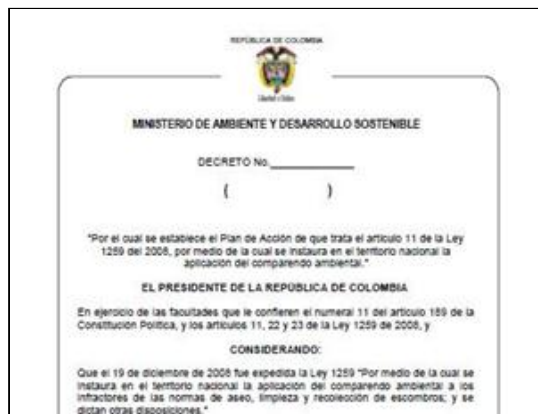 REPÚBLICA DE COLOMBIA
Libertad y Orden
MINISTERIO DE AMBIENTE Y DESARROLLO SOSTENIBLE
DECRETO No.____________
( )
"Por el cual se establece el Plan de Acción de que trata el artículo 11 de la Ley
1259 del 2008, por medio de la cual se instaura en el territorio nacional la
aplicación del comparendo ambiental."
EL PRESIDENTE DE LA REPÚBLICA DE COLOMBIA
En ejercicio de las facultades que le confieren el numeral 11 del artículo 189 de la
Constitución Política, y los artículos 11, 22 y 23 de la Ley 1259 de 2008, y
CONSIDERANDO:
Que el 19 de diciembre de 2008 fue expedida la Ley 1259 "Por medio de la cual se
instaura en el territorio nacional la aplicación del comparendo ambiental a los
infractores de las normas de aseo, limpieza y recolección de escombros; y se
dictan otras disposiciones."